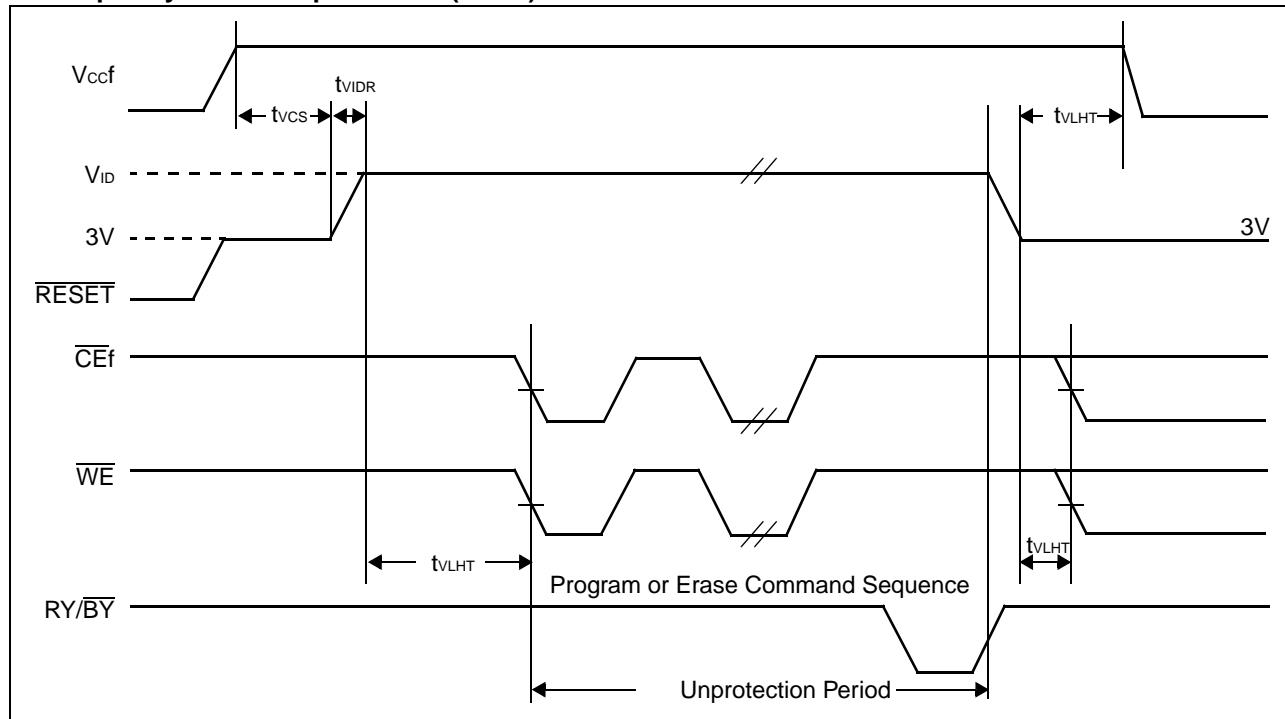 Vccf
tVIDR
tVCS
tVLHT
VID
3V
3V
RESET
CEf
WE
tVLHT
tVLHT
Program or Erase Command Sequence
RY/BY
Unprotection Period